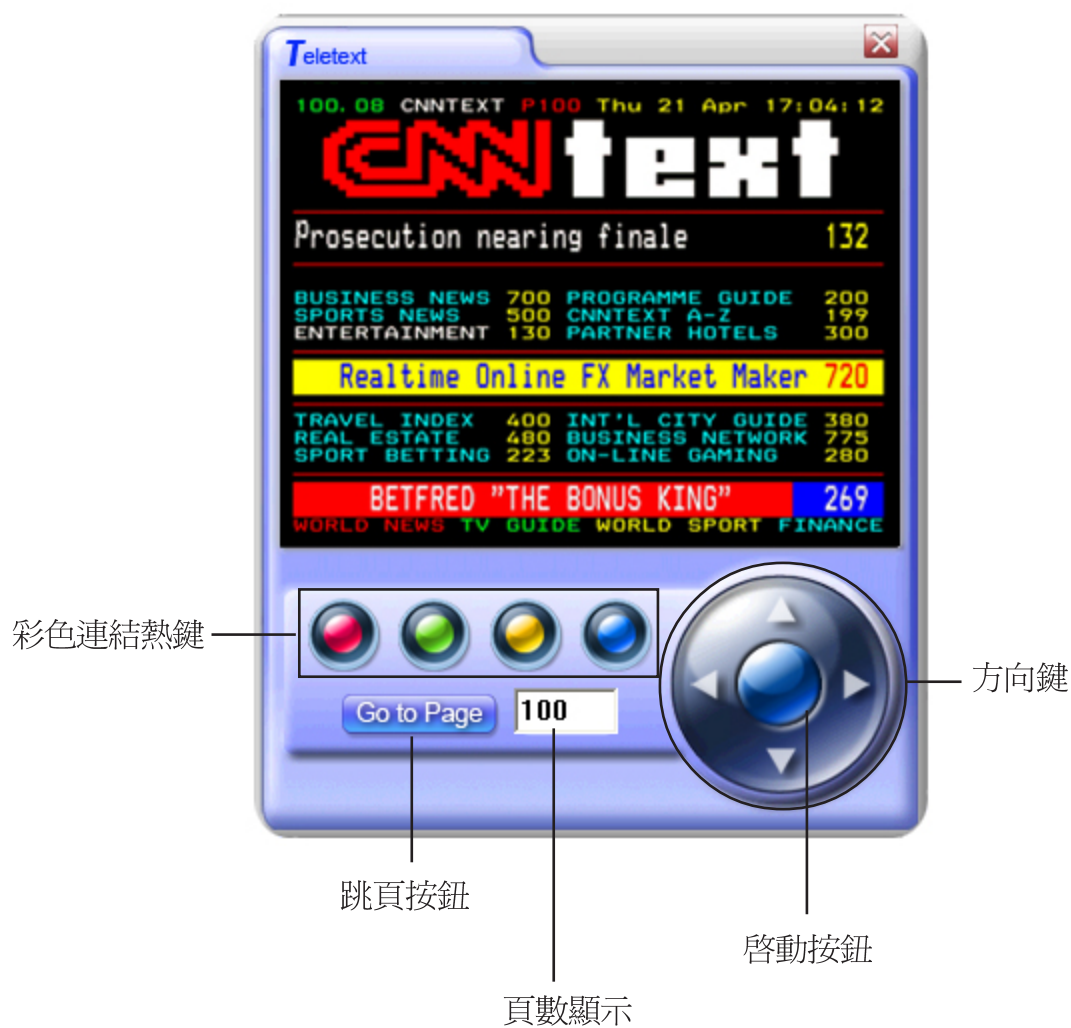 Teletext
100.08 CNNTEXT P100 Thu 21 Apr 17:04:12
CNN text
Prosecution nearing finale 132
BUSINESS NEWS 700 PROGRAMME GUIDE 200
SPORTS NEWS 500 CNNTEXT A-Z 199
ENTERTAINMENT 130 PARTNER HOTELS 300
Realtime Online FX Market Maker 720
TRAVEL INDEX 400 INT'L CITY GUIDE 380
REAL ESTATE 480 BUSINESS NETWORK 775
SPORT BETTING 223 ON-LINE GAMING 280
BETFRED "THE BONUS KING" 269
WORLD NEWS TV GUIDE WORLD SPORT FINANCE
彩色連結熱鍵
方向鍵
Go to Page 100
跳頁按鈕
啓動按鈕
頁數顯示